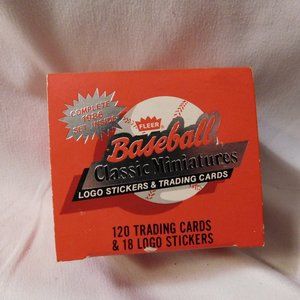 COMPLETE
1986
SET INSIDE
FLEER
Baseball
Classic Miniatures
LOGO STICKERS & TRADING CARDS
120 TRADING CARDS
& 18 LOGO STICKERS